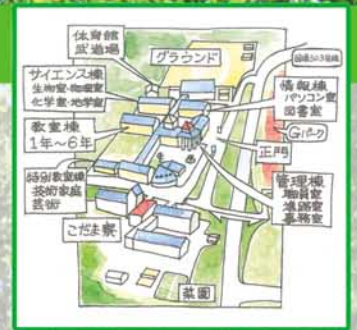 体育館
武道場
グラウンド
サイエンス棟
生物室・物理室
化学室・地学室
情報棟
パソコン室
図書室
教室棟
1年～6年
Gパーク
正門
特別教室棟
技術家庭
芸術
管理棟
職員室
進路室
事務室
こだま寮
菜園